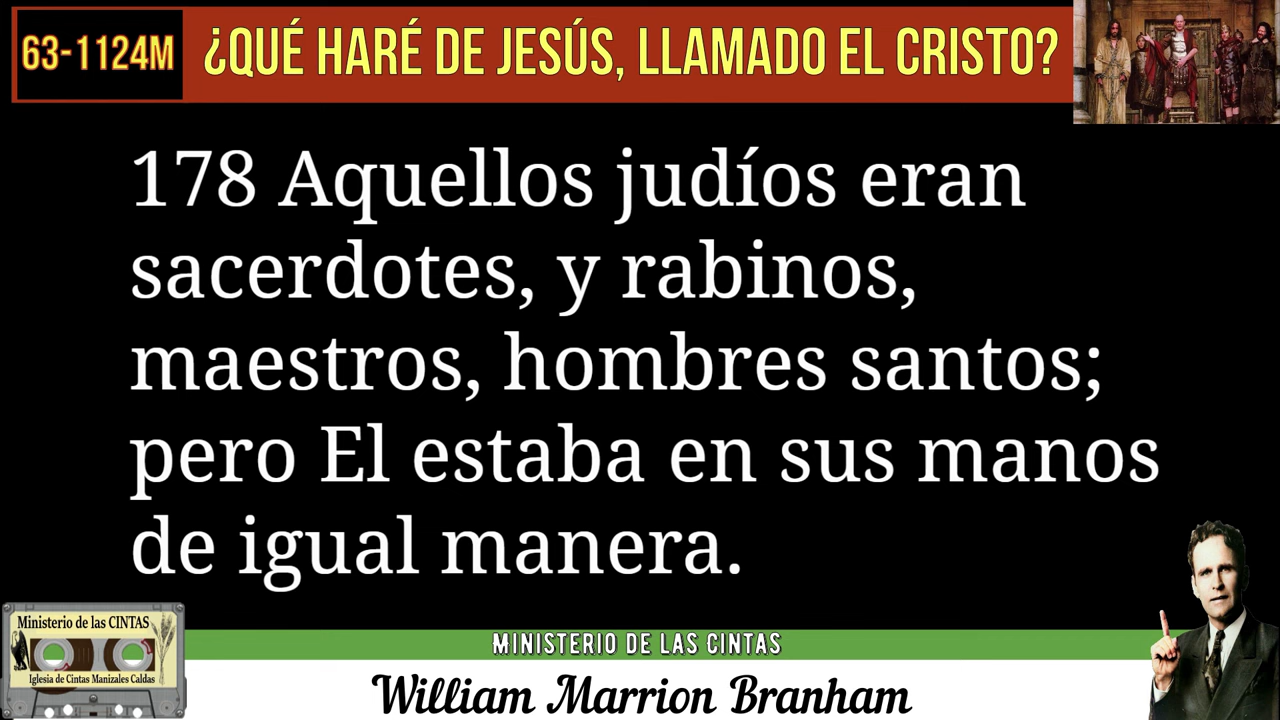 63-1124M
¿QUÉ HARÉ DE JESÚS, LLAMADO EL CRISTO?
178 Aquellos judíos eran
sacerdotes, y rabinos,
maestros, hombres santos;
pero El estaba en sus manos
de igual manera.
Ministerio de las CINTAS
Iglesia de Cintas Manizales Caldas
MINISTERIO DE LAS CINTAS
William Marrion Branham